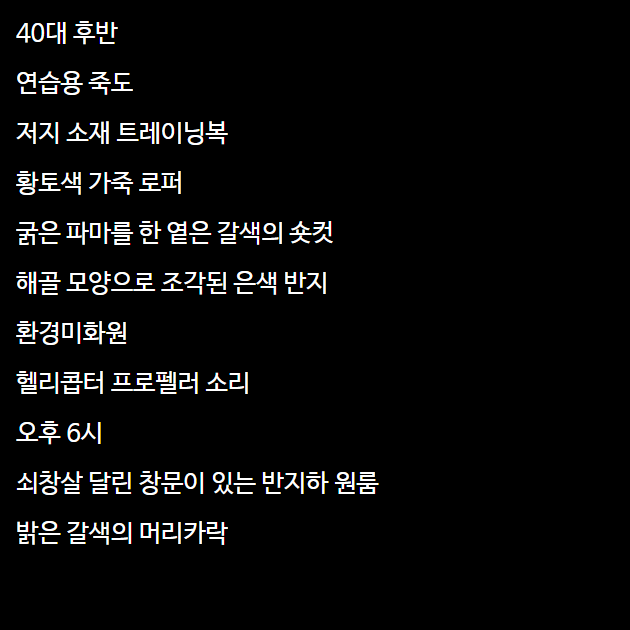 40대 후반
연습용 죽도
저지 소재 트레이닝복
황토색 가죽 로퍼
굵은 파마를 한 옅은 갈색의 숏컷
해골 모양으로 조각된 은색 반지
환경미화원
헬리콥터 프로펠러 소리
오후 6시
쇠창살 달린 창문이 있는 반지하 원룸
밝은 갈색의 머리카락